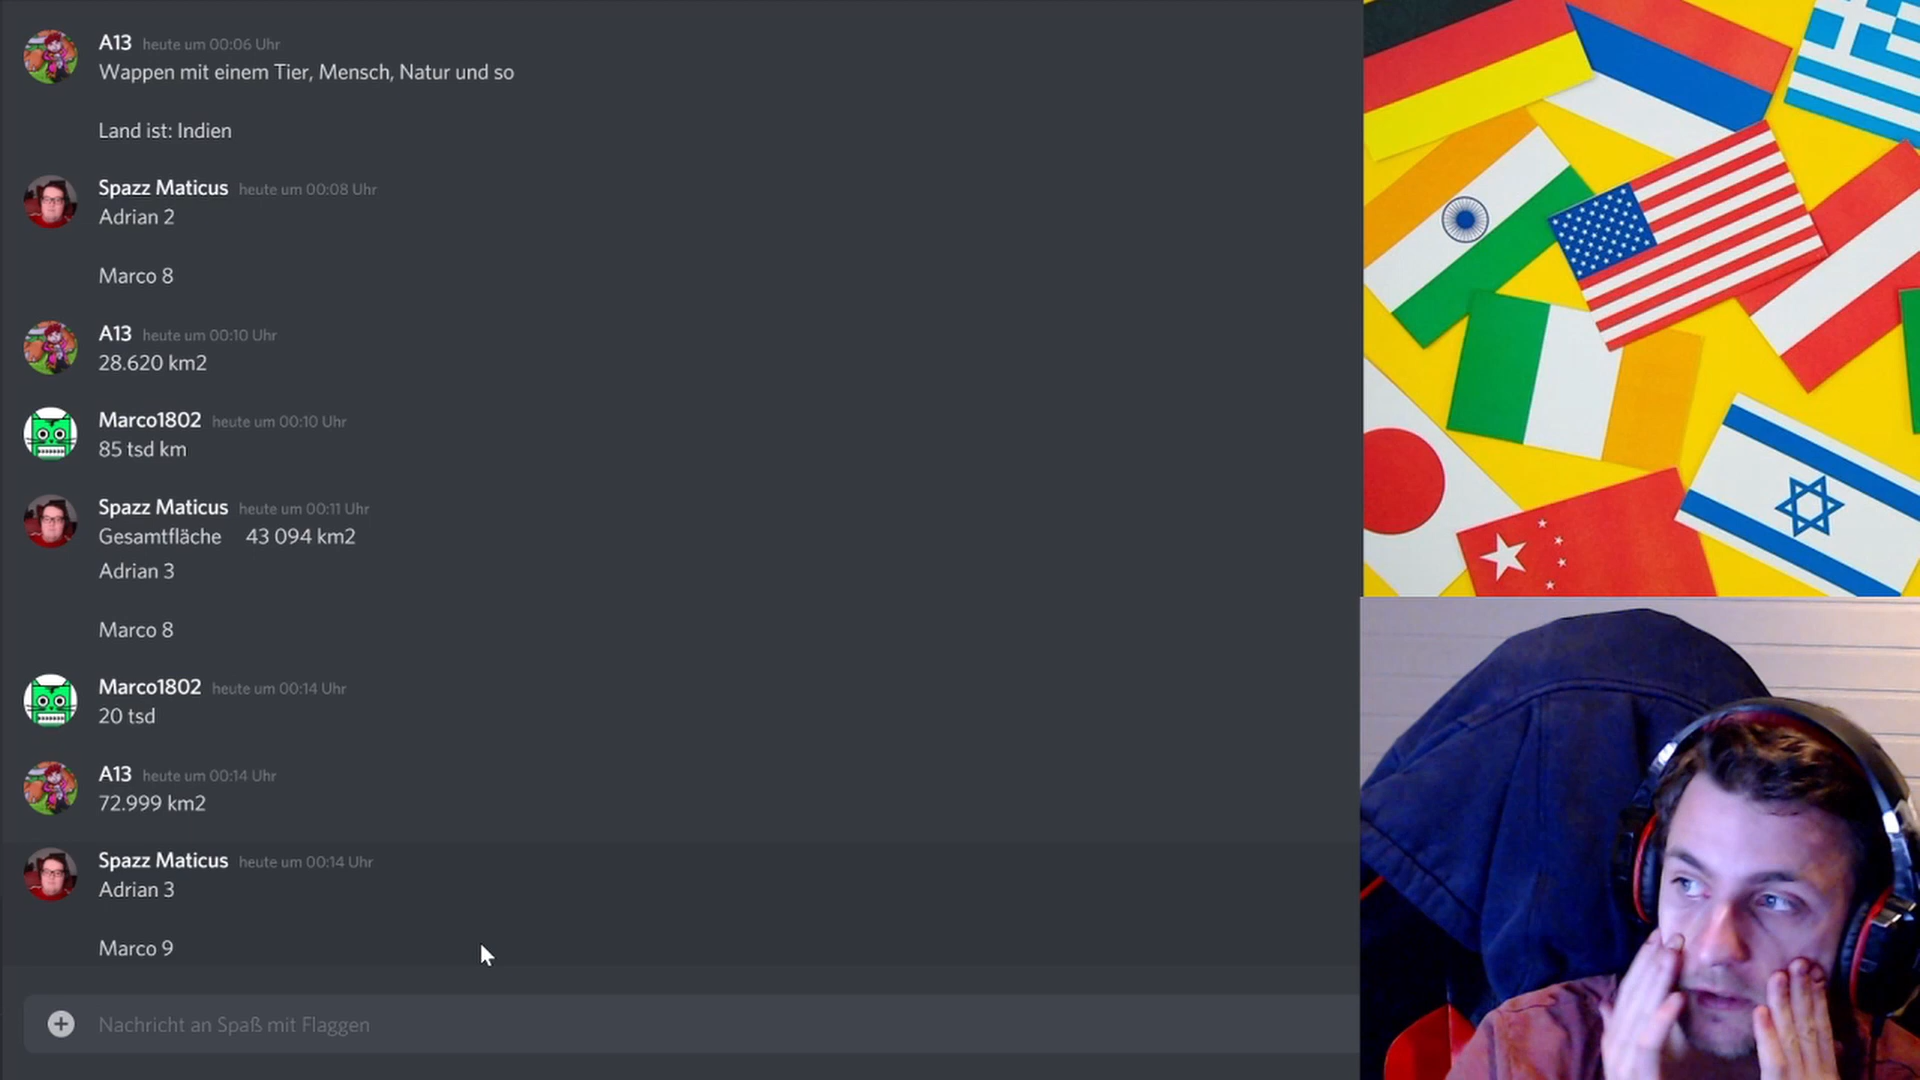 A13 heute um 00:06 Uhr
Wappen mit einem Tier, Mensch, Natur und so
Land ist: Indien
Spazz Maticus heute um 00:08 Uhr
Adrian 2
Marco 8
A13 heute um 00:10 Uhr
28.620 km2
Marco1802 heute um 00:10 Uhr
85 tsd km
Spazz Maticus heute um 00:11 Uhr
Gesamtfläche 43 094 km2
Adrian 3
Marco 8
Marco1802 heute um 00:14 Uhr
20 tsd
A13 heute um 00:14 Uhr
72.999 km2
Spazz Maticus heute um 00:14 Uhr
Adrian 3
Marco 9
Nachricht an Spaß mit Flaggen